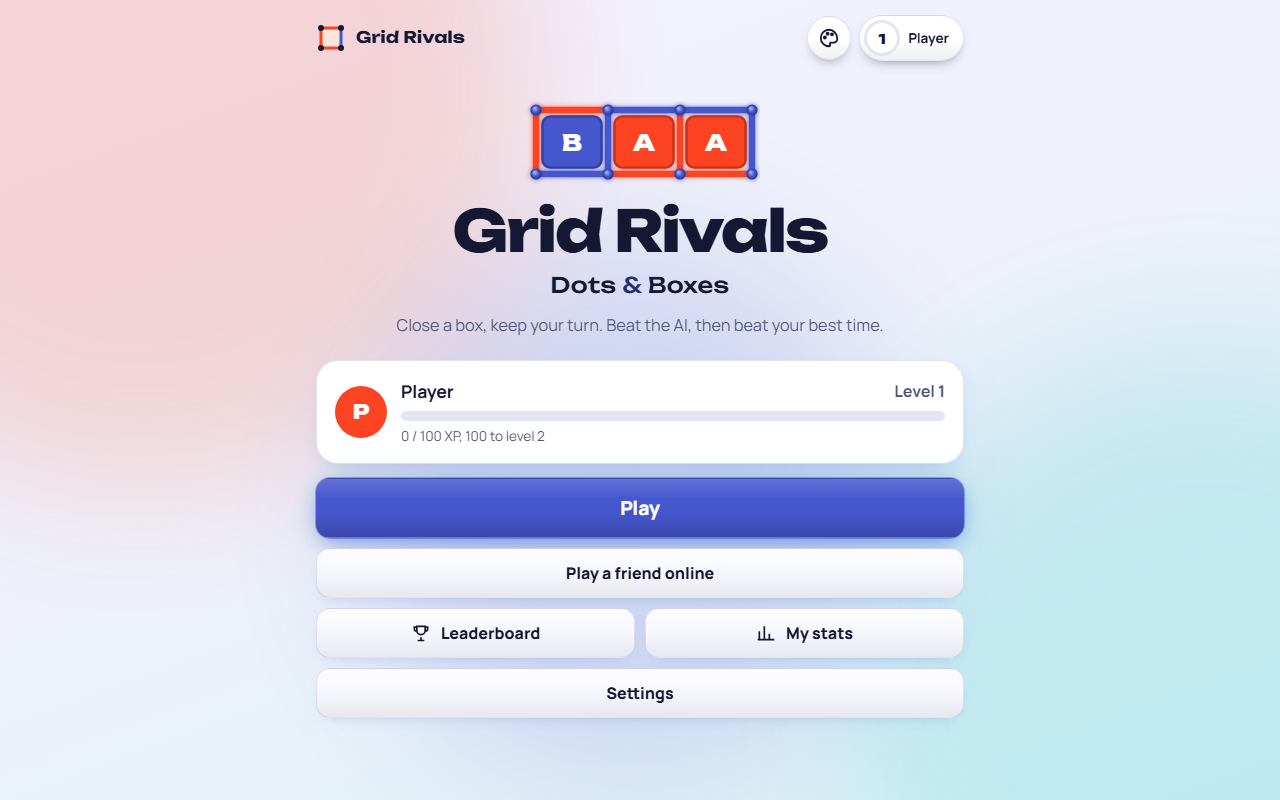 Grid Rivals
1 Player
B A A
Grid Rivals
Dots & Boxes
Close a box, keep your turn. Beat the AI, then beat your best time.
P
Player
Level 1
0 / 100 XP, 100 to level 2
Play
Play a friend online
Leaderboard
My stats
Settings